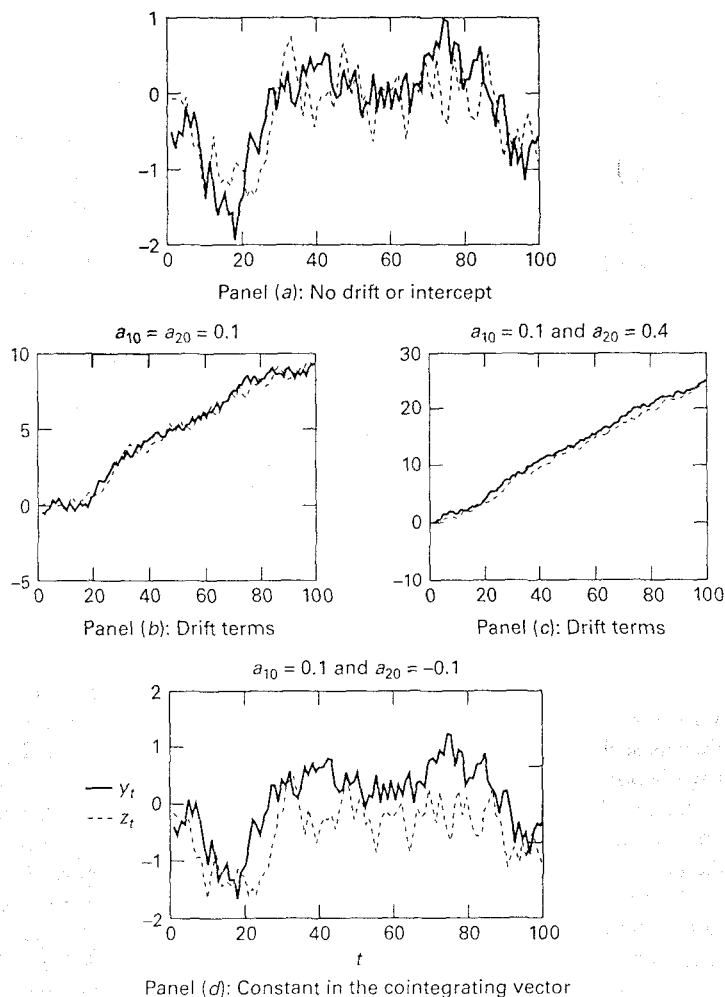 1
0
−1
−2
0 20 40 60 80 100
Panel (a): No drift or intercept
a10 = a20 = 0.1
10
5
0
−5
0 20 40 60 80 100
Panel (b): Drift terms
a10 = 0.1 and a20 = 0.4
30
20
10
0
−10
0 20 40 60 80 100
Panel (c): Drift terms
a10 = 0.1 and a20 = −0.1
2
1
0
−1
−2
yt
zt
0 20 40 60 80 100
t
Panel (d): Constant in the cointegrating vector